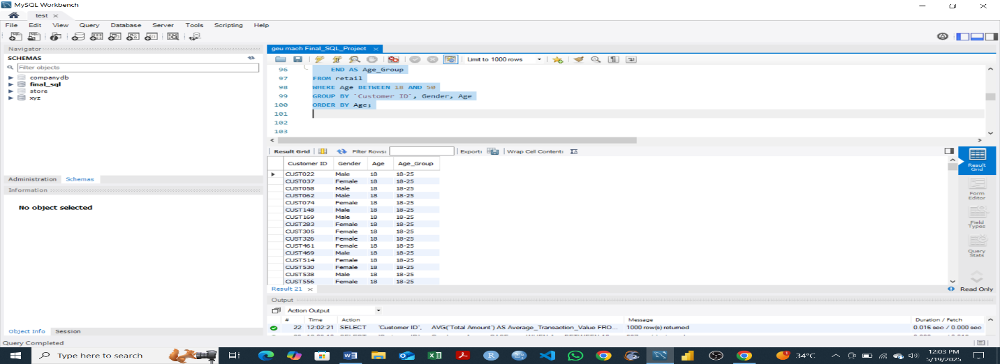 MySQL Workbench
test ×
File Edit View Query Database Server Tools Scripting Help
Navigator
SCHEMAS
Filter objects
companydb
final_sql
store
xyz
Administration Schemas
Information
No object selected
Object Info Session
Query Completed
geu mach Final_SQL_Project ×
Limit to 1000 rows
96 END AS Age_Group
97 FROM retail
98 WHERE Age BETWEEN 18 AND 50
99 GROUP BY `Customer ID`, Gender, Age
100 ORDER BY Age;
101
102
103
Result Grid Filter Rows: Export: Wrap Cell Content: IA
Customer ID Gender Age Age_Group
CUST022 Male 18 18-25
CUST037 Female 18 18-25
CUST058 Male 18 18-25
CUST062 Male 18 18-25
CUST074 Female 18 18-25
CUST148 Male 18 18-25
CUST169 Male 18 18-25
CUST283 Female 18 18-25
CUST305 Female 18 18-25
CUST326 Female 18 18-25
CUST461 Female 18 18-25
CUST469 Male 18 18-25
CUST514 Female 18 18-25
CUST530 Female 18 18-25
CUST538 Male 18 18-25
CUST556 Female 18 18-25
Result Grid
Form Editor
Field Types
Query Stats
Result 21 × Read Only
Output
Action Output
# Time Action Message Duration / Fetch
22 12:02:21 SELECT `Customer ID`, AVG(`Total Amount`) AS Average_Transaction_Value FRO... 1000 row(s) returned 0.016 sec / 0.000 sec
Type here to search
34°C
12:03 PM
5/19/2025